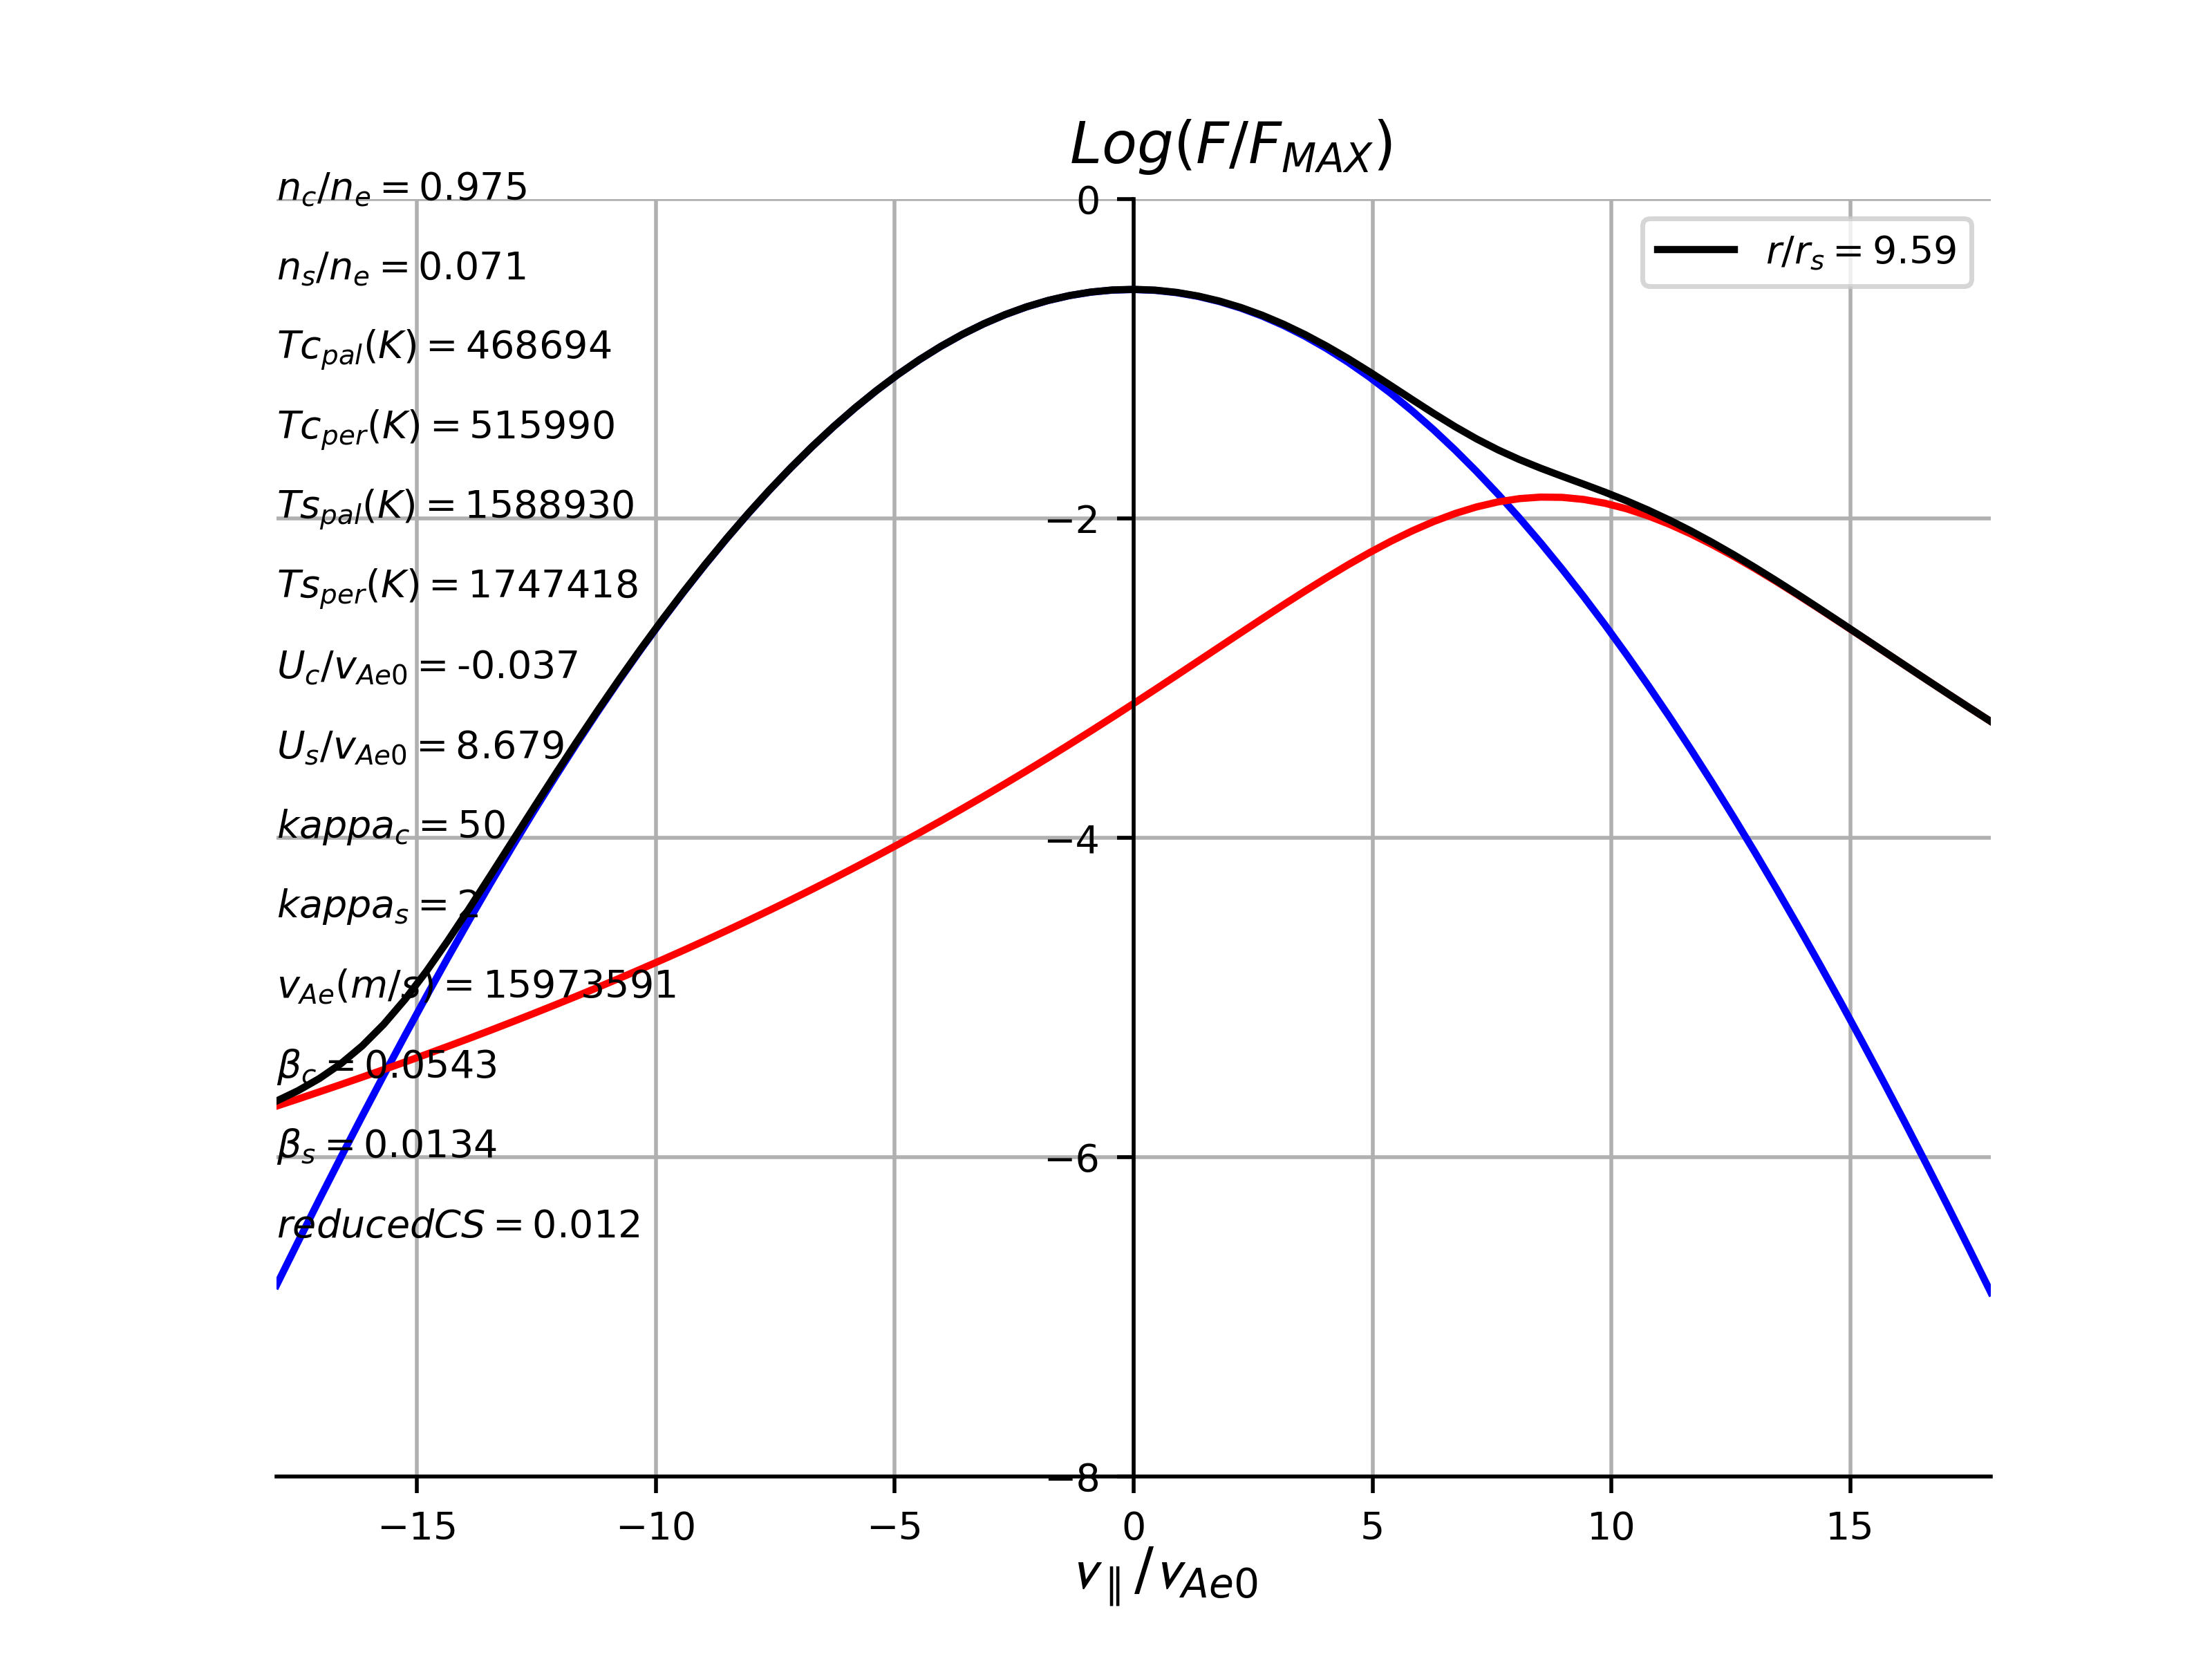 Log(F/F_MAX)
n_c/n_e = 0.975
n_s/n_e = 0.071
Tc_pal(K) = 468694
Tc_per(K) = 515990
Ts_pal(K) = 1588930
Ts_per(K) = 1747418
U_c/v_Ae0 = -0.037
U_s/v_Ae0 = 8.679
kappa_c = 50
kappa_s = 2
v_Ae(m/s) = 15973591
β_c = 0.0543
β_s = 0.0134
reducedCS = 0.012
r/r_s = 9.59
0
−2
−4
−6
−8
−15 −10 −5 0 5 10 15
v_∥/v_Ae0